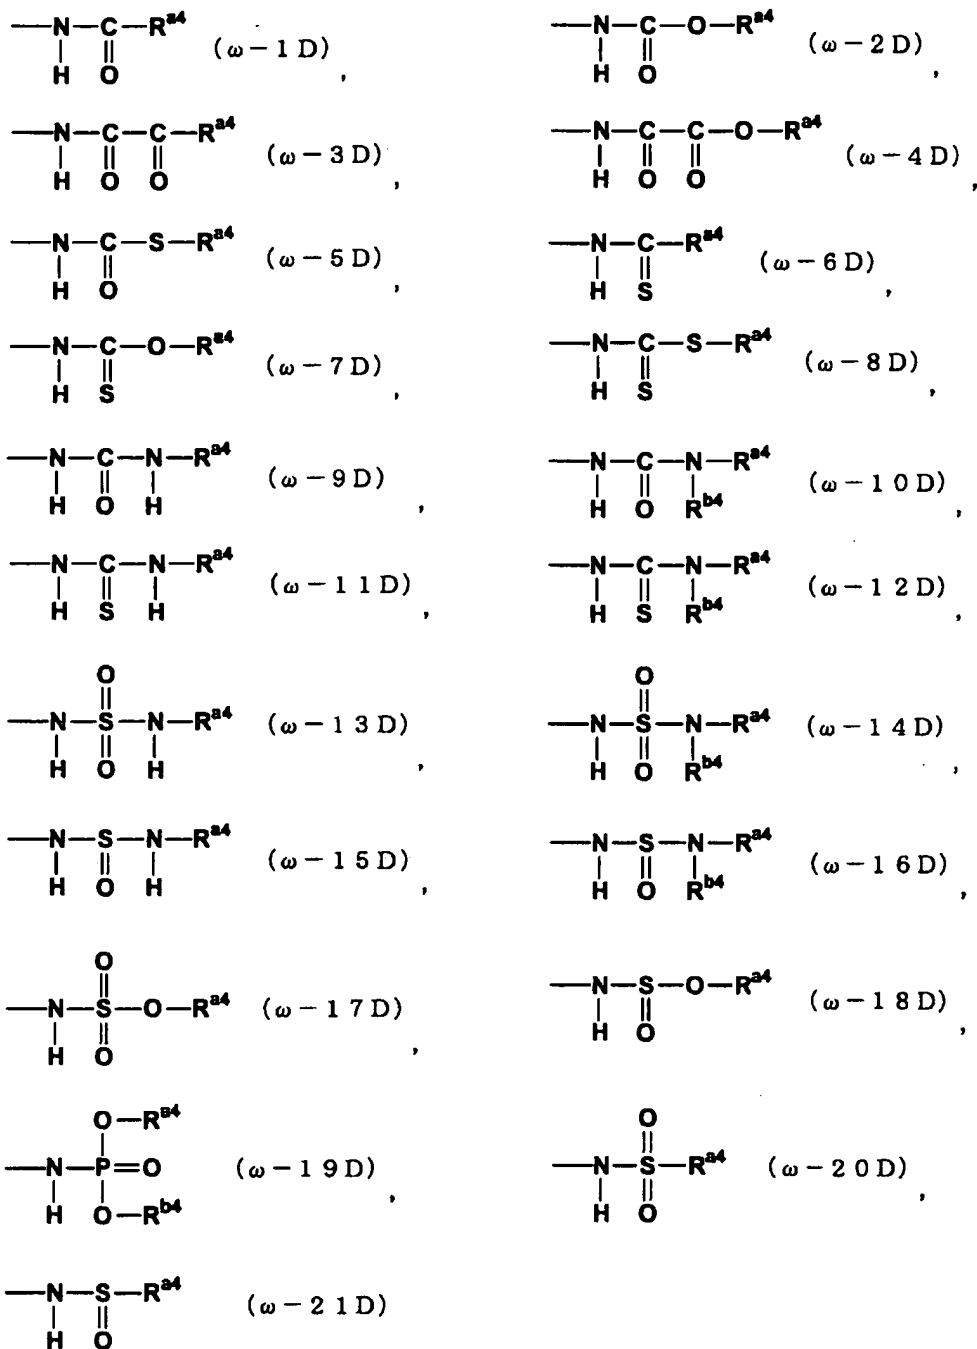 —N—C—R^a4 (ω−1D),
H O
—N—C—O—R^a4 (ω−2D),
H O
—N—C—C—R^a4 (ω−3D),
H O O
—N—C—C—O—R^a4 (ω−4D),
H O O
—N—C—S—R^a4 (ω−5D),
H O
—N—C—R^a4 (ω−6D),
H S
—N—C—O—R^a4 (ω−7D),
H S
—N—C—S—R^a4 (ω−8D),
H S
—N—C—N—R^a4 (ω−9D),
H O H
—N—C—N—R^a4 (ω−10D),
H O R^b4
—N—C—N—R^a4 (ω−11D),
H S H
—N—C—N—R^a4 (ω−12D),
H S R^b4
O
—N—S—N—R^a4 (ω−13D),
H O H
O
—N—S—N—R^a4 (ω−14D),
H O R^b4
—N—S—N—R^a4 (ω−15D),
H O H
—N—S—N—R^a4 (ω−16D),
H O R^b4
O
—N—S—O—R^a4 (ω−17D),
H O
—N—S—O—R^a4 (ω−18D),
H O
O—R^a4
—N—P=O (ω−19D),
H O—R^b4
O
—N—S—R^a4 (ω−20D),
H O
—N—S—R^a4 (ω−21D)
H O